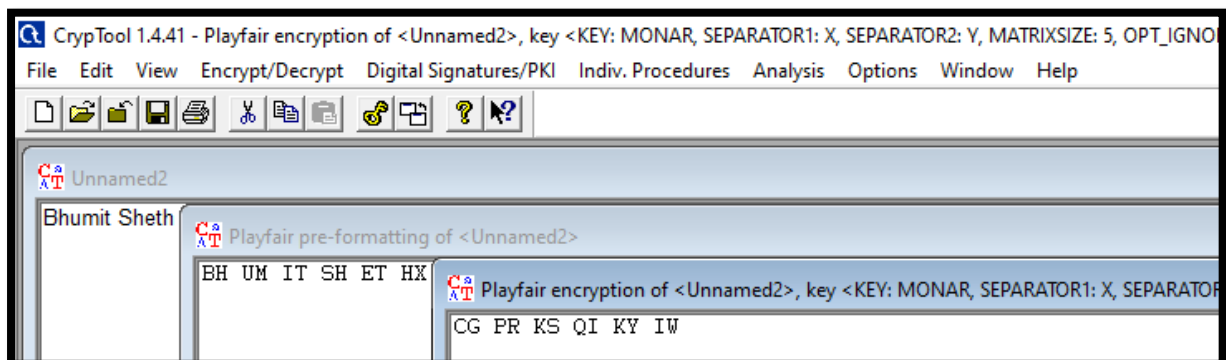 CrypTool 1.4.41 - Playfair encryption of <Unnamed2>, key <KEY: MONAR, SEPARATOR1: X, SEPARATOR2: Y, MATRIXSIZE: 5, OPT_IGNO
File Edit View Encrypt/Decrypt Digital Signatures/PKI Indiv. Procedures Analysis Options Window Help
Unnamed2
Bhumit Sheth
Playfair pre-formatting of <Unnamed2>
BH UM IT SH ET HX
Playfair encryption of <Unnamed2>, key <KEY: MONAR, SEPARATOR1: X, SEPARATOR
CG PR KS QI KY IW